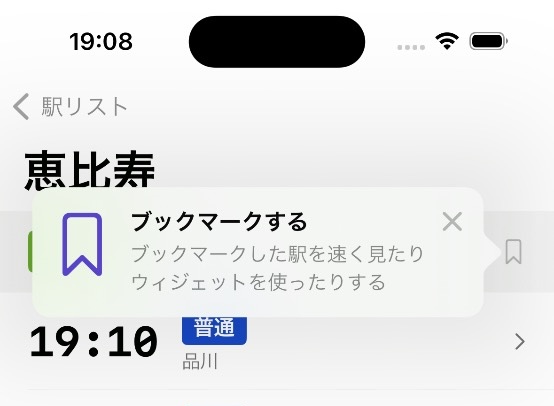 19:08
駅リスト
恵比寿
ブックマークする
ブックマークした駅を速く見たり
ウィジェットを使ったりする
19:10 普通
品川